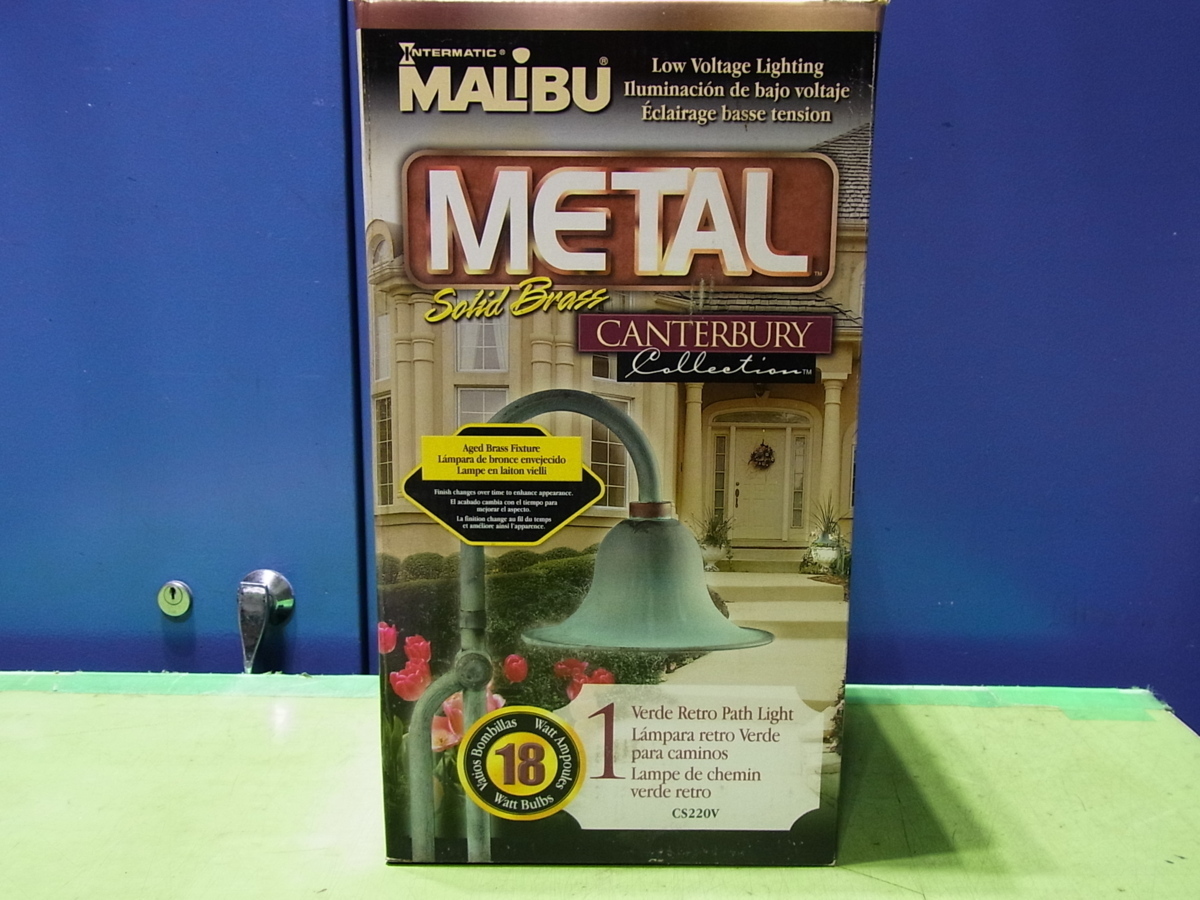 INTERMATIC®
MALIBU®
Low Voltage Lighting
Iluminación de bajo voltaje
Éclairage basse tension
METAL™
Solid Brass
CANTERBURY
Collection™
Aged Brass Fixture
Lámpara de bronce envejecido
Lampe en laiton vielli
Finish changes over time to enhance appearance.
El acabado cambia con el tiempo para
mejorar el aspecto.
La finition change au fil du temps
et améliore ainsi l'apparence.
Vatios Bombillas
Watt Ampoules
18
Watt Bulbs
1
Verde Retro Path Light
Lámpara retro Verde
para caminos
Lampe de chemin
verde retro
CS220V